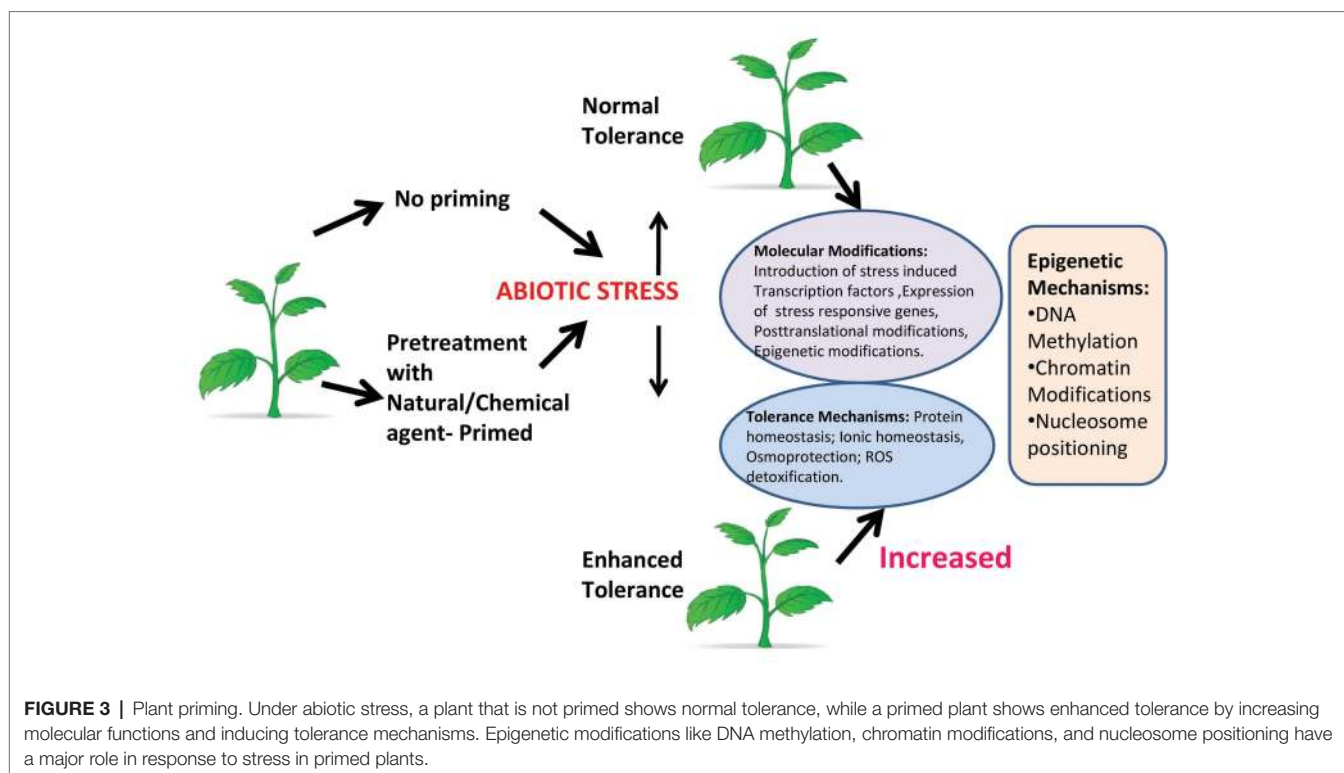 Normal
Tolerance
No priming
ABIOTIC STRESS
Pretreatment
with
Natural/Chemical
agent- Primed
Molecular Modifications:
Introduction of stress induced
Transcription factors ,Expression
of stress responsive genes,
Posttranslational modifications,
Epigenetic modifications.
Tolerance Mechanisms: Protein
homeostasis; Ionic homeostasis,
Osmoprotection; ROS
detoxification.
Epigenetic
Mechanisms:
•DNA
Methylation
•Chromatin
Modifications
•Nucleosome
positioning
Enhanced
Tolerance
Increased
FIGURE 3 | Plant priming. Under abiotic stress, a plant that is not primed shows normal tolerance, while a primed plant shows enhanced tolerance by increasing
molecular functions and inducing tolerance mechanisms. Epigenetic modifications like DNA methylation, chromatin modifications, and nucleosome positioning have
a major role in response to stress in primed plants.